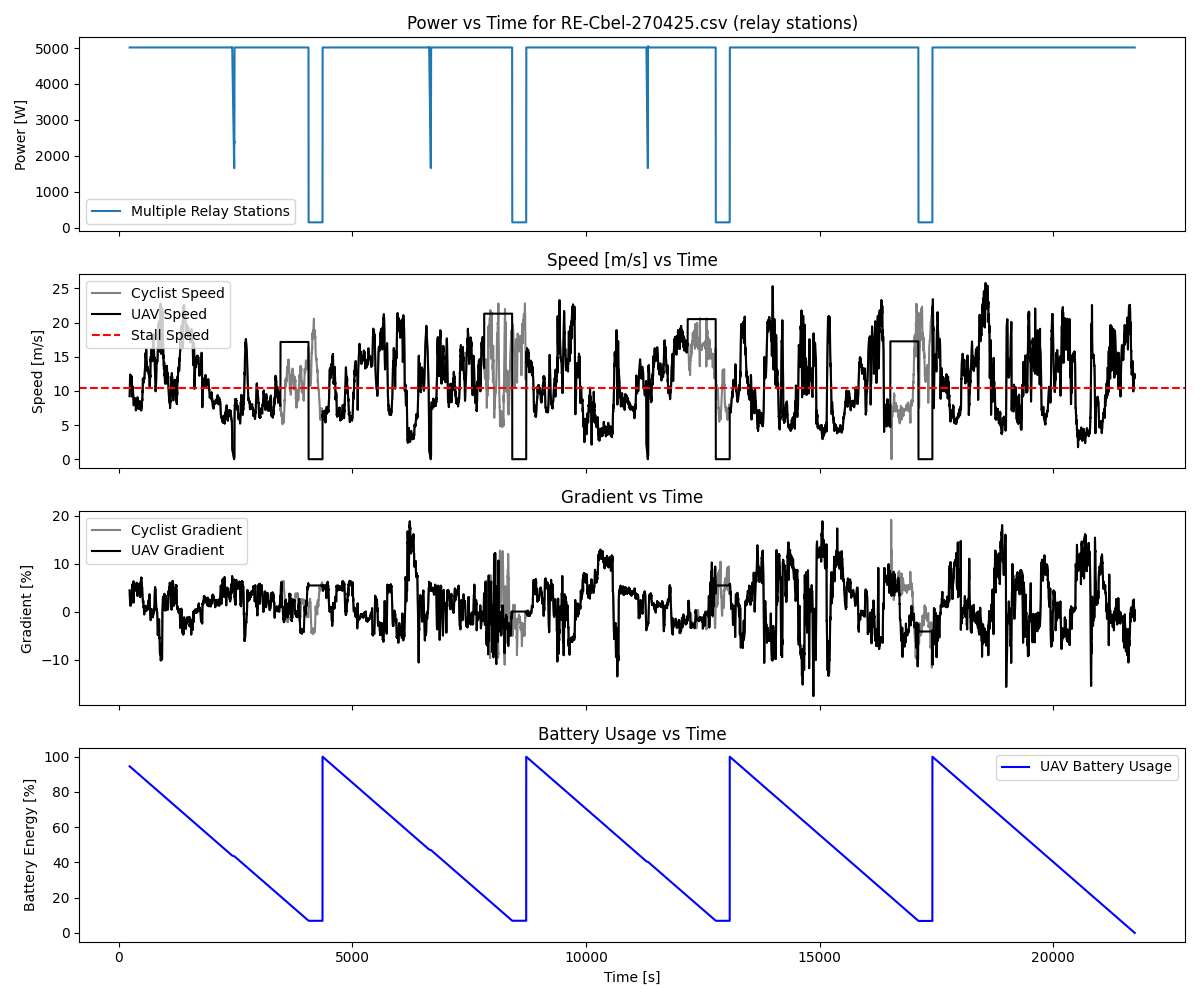 Power vs Time for RE-Cbel-270425.csv (relay stations)
5000
4000
3000
2000
1000
0
Power [W]
Multiple Relay Stations
Speed [m/s] vs Time
25
20
15
10
5
0
Speed [m/s]
Cyclist Speed
UAV Speed
Stall Speed
Gradient vs Time
20
10
0
−10
Gradient [%]
Cyclist Gradient
UAV Gradient
Battery Usage vs Time
100
80
60
40
20
0
Battery Energy [%]
UAV Battery Usage
0 5000 10000 15000 20000
Time [s]